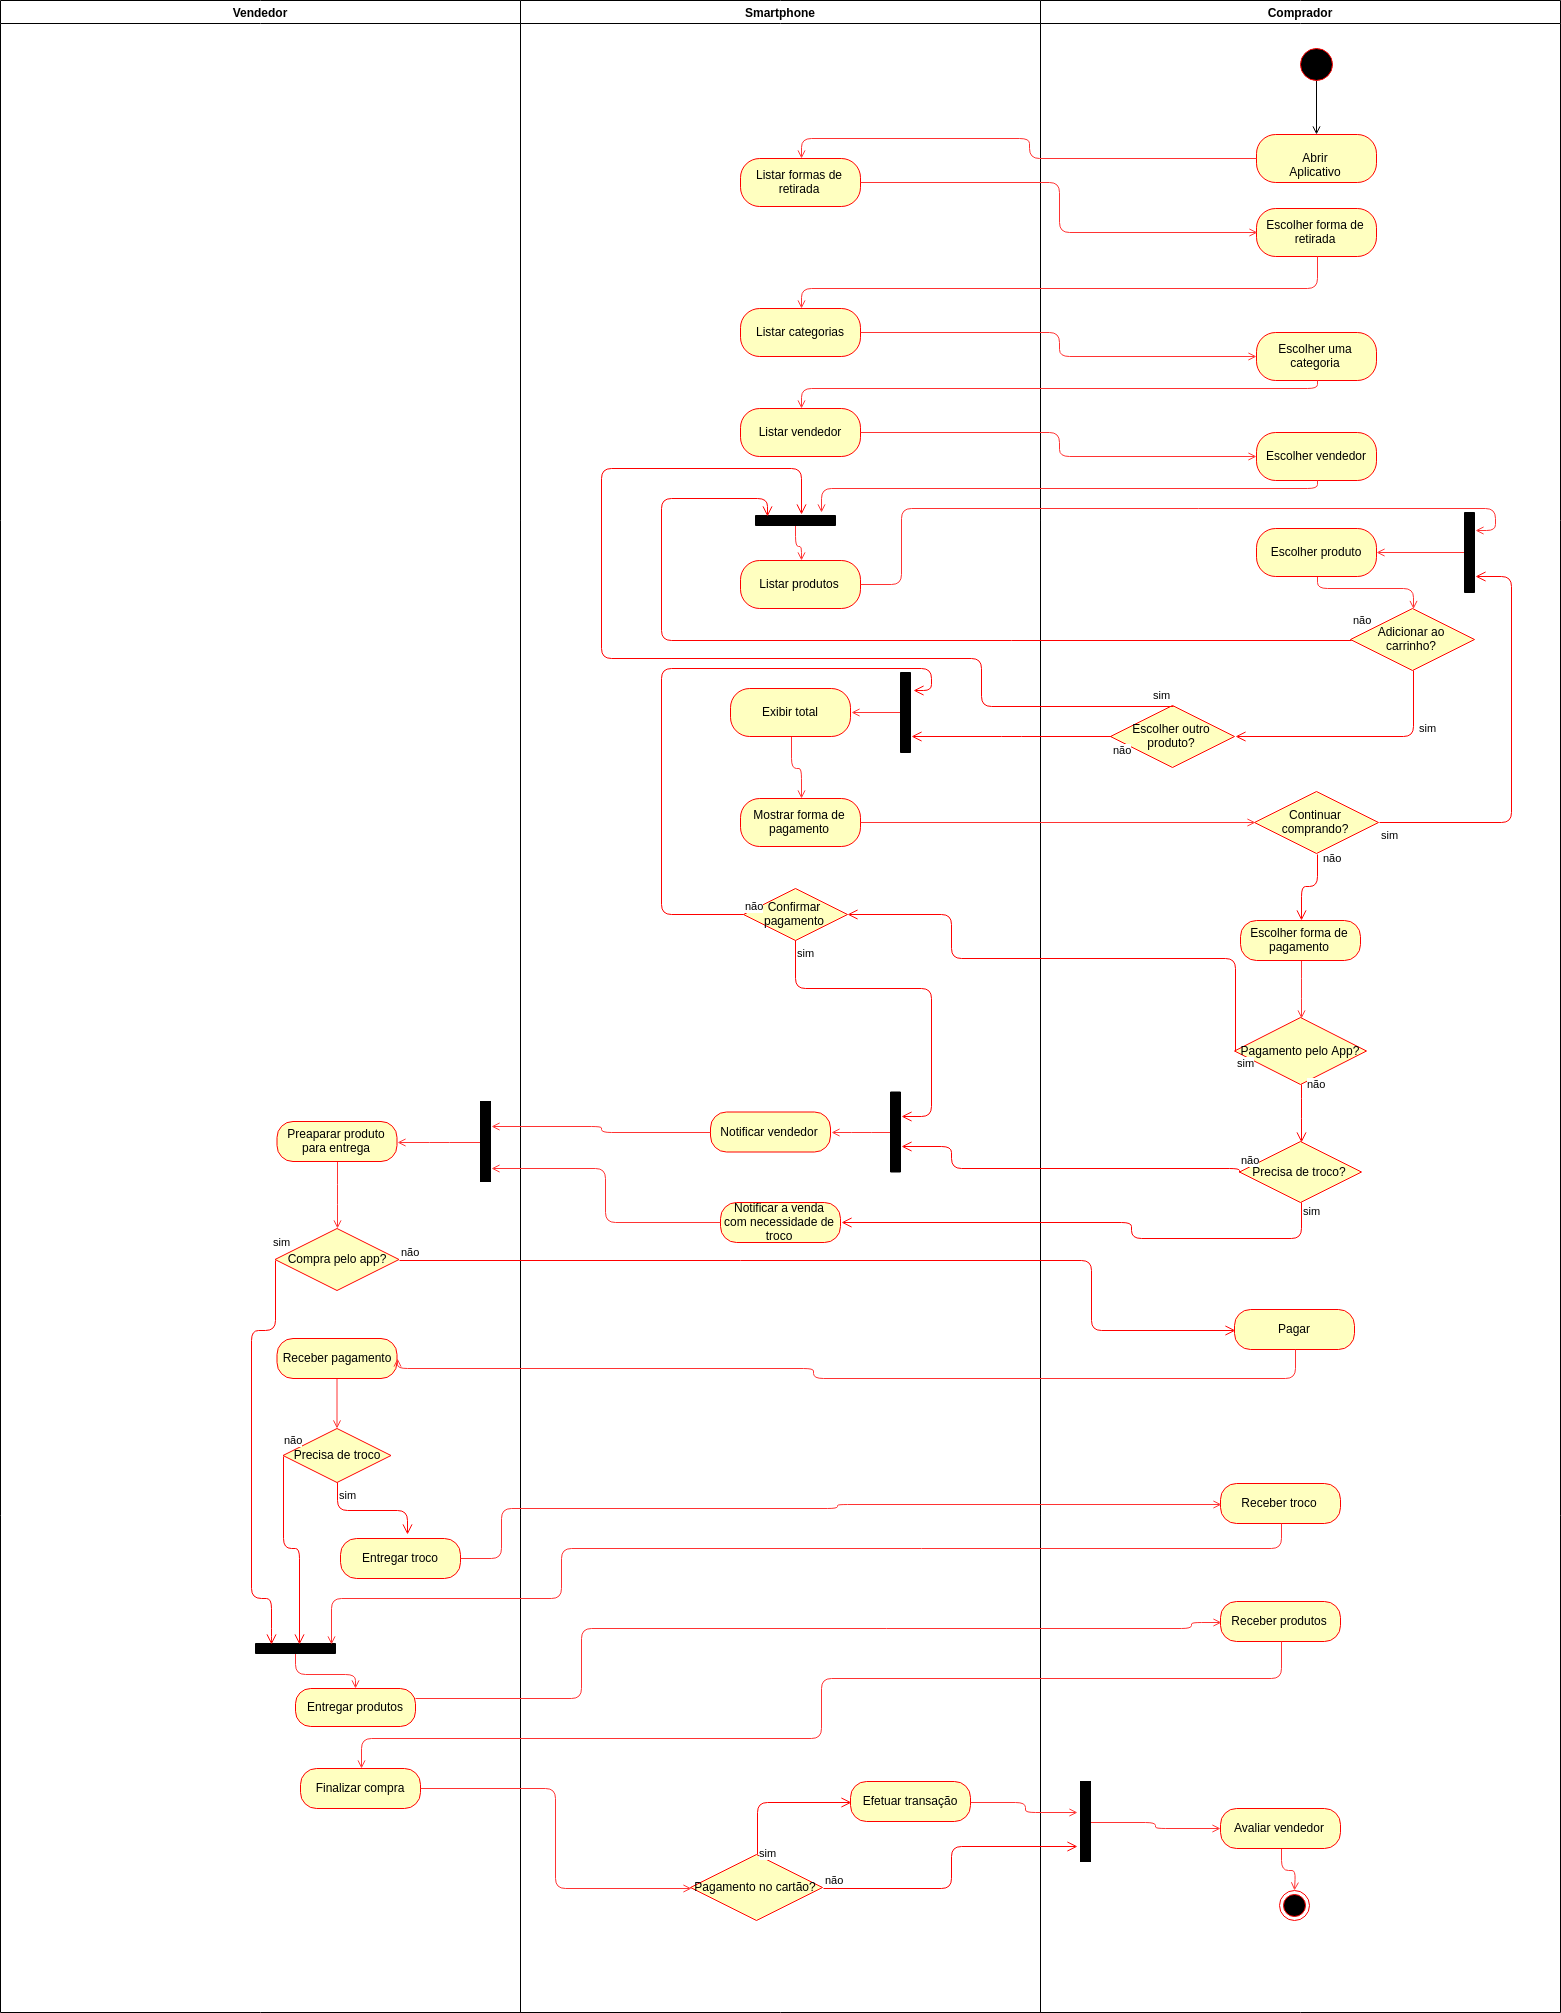 Vendedor
Smartphone
Comprador
Abrir
Aplicativo
Listar formas de
retirada
Escolher forma de
retirada
Listar categorias
Escolher uma
categoria
Listar vendedor
Escolher vendedor
Escolher produto
Listar produtos
não
Adicionar ao
carrinho?
sim
Exibir total
sim
Escolher outro
produto?
não
Mostrar forma de
pagamento
Continuar
comprando?
sim
não
não
Confirmar
pagamento
sim
Escolher forma de
pagamento
Pagamento pelo App?
sim
não
Preaparar produto
para entrega
Notificar vendedor
não
Precisa de troco?
sim
Notificar a venda
com necessidade de
troco
sim
Compra pelo app?
não
Pagar
Receber pagamento
não
Precisa de troco
sim
Receber troco
Entregar troco
Receber produtos
Entregar produtos
Finalizar compra
Efetuar transação
Avaliar vendedor
sim
Pagamento no cartão?
não